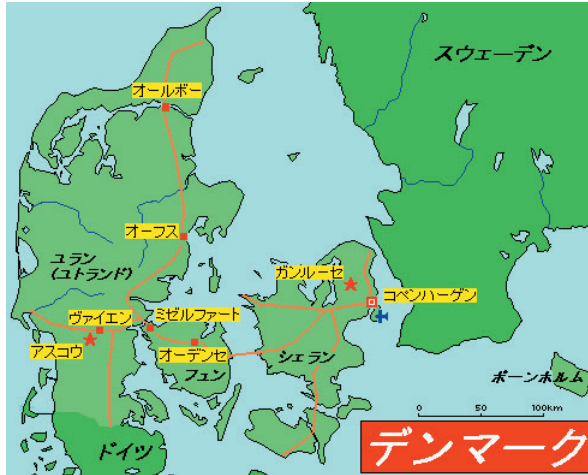 スウェーデン
オールボー
オーフス
ユラン
(ユトランド)
ガンルーセ
コペンハーゲン
ヴァイエン
ミゼルファート
アスコウ
オーデンセ
フュン
シェラン
ボーンホルム
0 50 100km
ドイツ
デンマーク